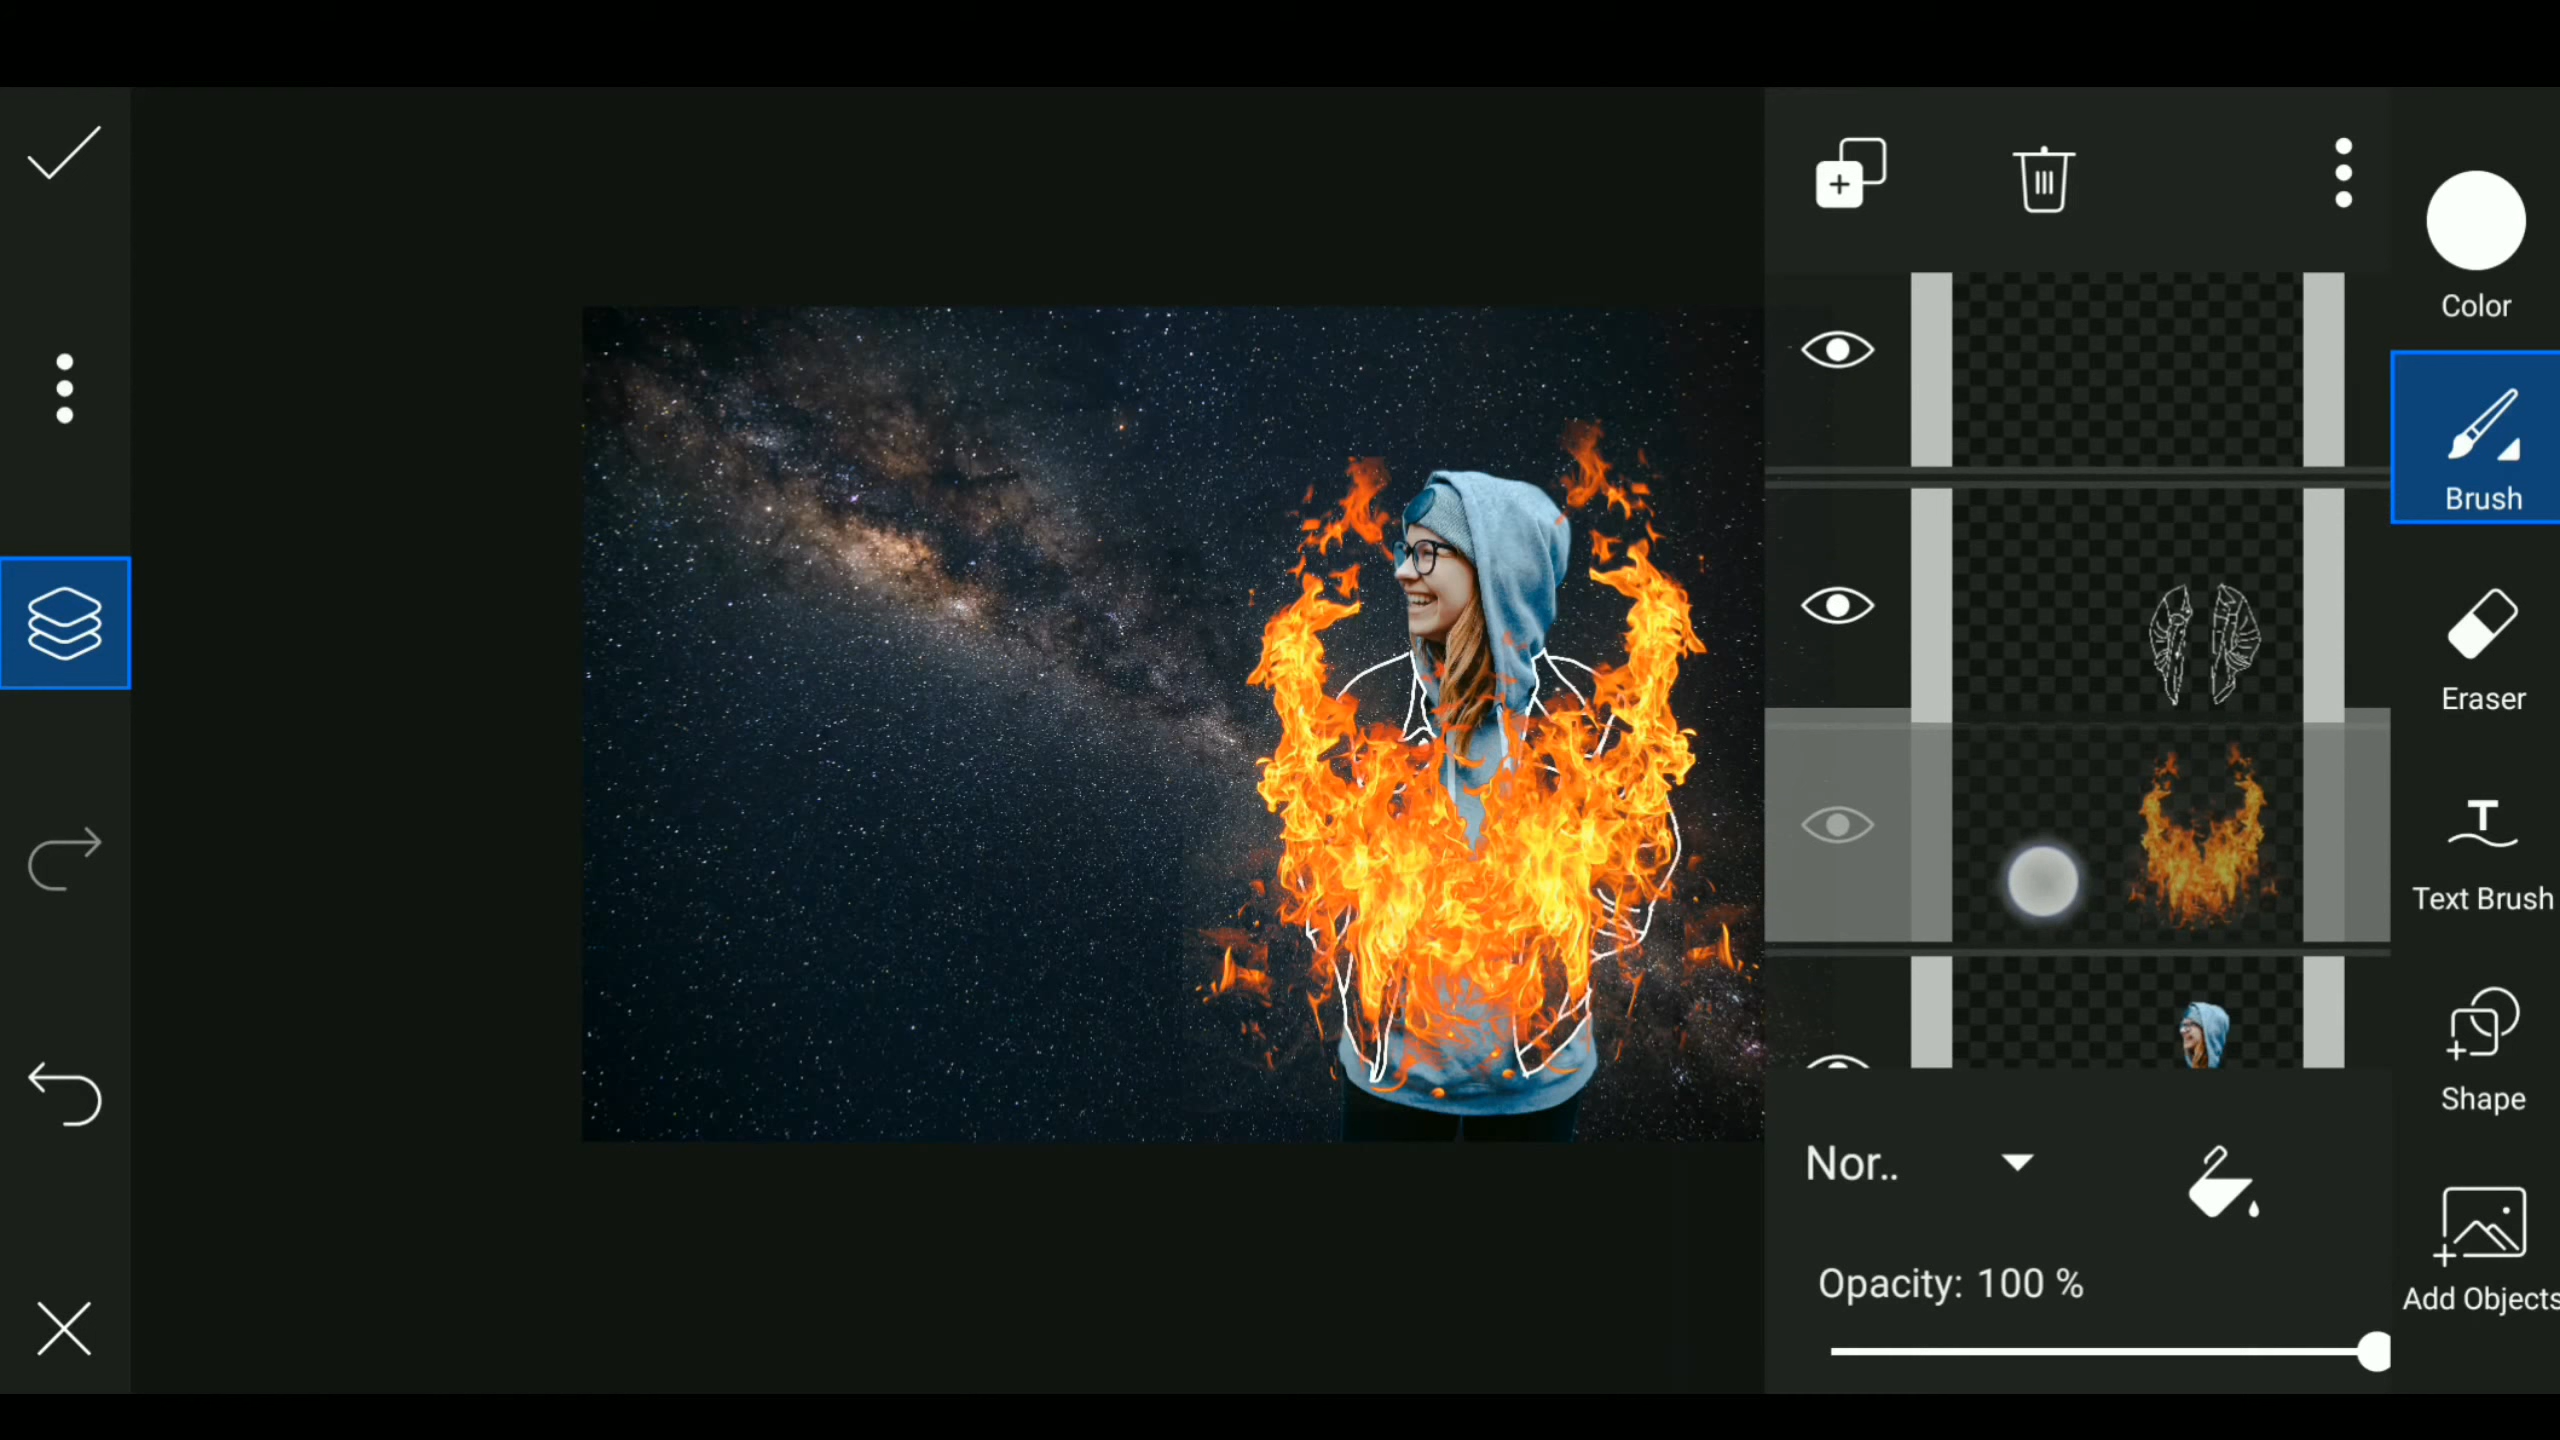 Color
Brush
Eraser
Text Brush
Shape
Add Objects
Nor..
Opacity: 100 %